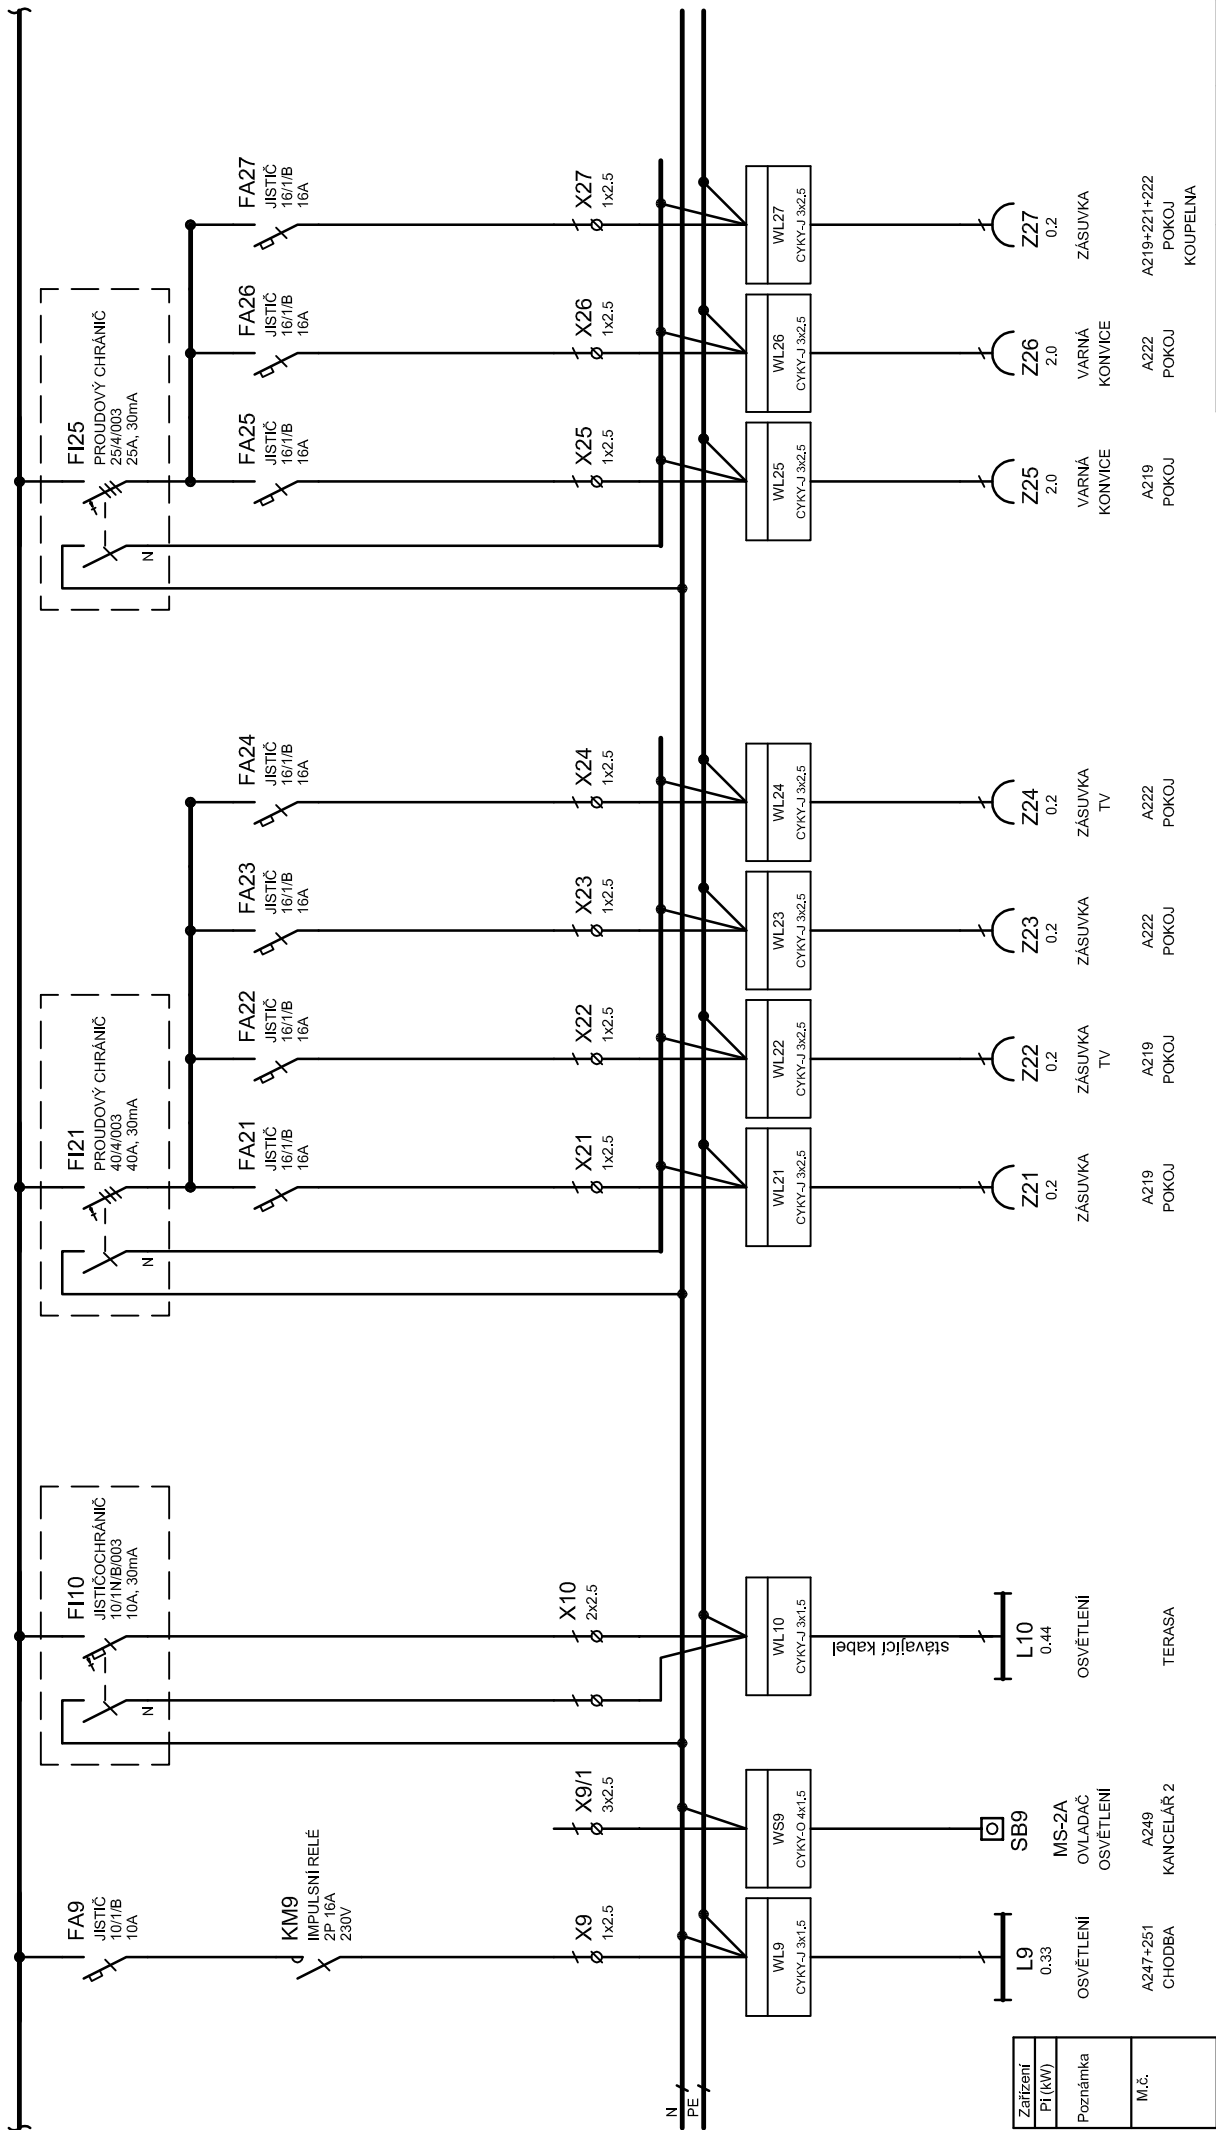 FA9
JISTIČ
10/1/B
10A
KM9
IMPULSNÍ RELÉ
2P 16A
230V
X9
1x2.5
WL9
CYKY-J 3x1.5
L9
0.33
OSVĚTLENÍ
A247+251
CHODBA
X9/1
3x2.5
WS9
CYKY-O 4x1.5
SB9
MS-2A
OVLADAČ
OSVĚTLENÍ
A249
KANCELÁŘ 2
FI10
JISTIČOCHRÁNIČ
10/1N/B/003
10A, 30mA
N
X10
2x2.5
WL10
CYKY-J 3x1.5
stávající kabel
L10
0.44
OSVĚTLENÍ
TERASA
FI21
PROUDOVÝ CHRÁNIČ
40/4/003
40A, 30mA
N
FA21
JISTIČ
16/1/B
16A
X21
1x2.5
WL21
CYKY-J 3x2.5
Z21
0.2
ZÁSUVKA
A219
POKOJ
FA22
JISTIČ
16/1/B
16A
X22
1x2.5
WL22
CYKY-J 3x2.5
Z22
0.2
ZÁSUVKA
TV
A219
POKOJ
FA23
JISTIČ
16/1/B
16A
X23
1x2.5
WL23
CYKY-J 3x2.5
Z23
0.2
ZÁSUVKA
A222
POKOJ
FA24
JISTIČ
16/1/B
16A
X24
1x2.5
WL24
CYKY-J 3x2.5
Z24
0.2
ZÁSUVKA
TV
A222
POKOJ
FI25
PROUDOVÝ CHRÁNIČ
25/4/003
25A, 30mA
N
FA25
JISTIČ
16/1/B
16A
X25
1x2.5
WL25
CYKY-J 3x2.5
Z25
2.0
VARNÁ
KONVICE
A219
POKOJ
FA26
JISTIČ
16/1/B
16A
X26
1x2.5
WL26
CYKY-J 3x2.5
Z26
2.0
VARNÁ
KONVICE
A222
POKOJ
FA27
JISTIČ
16/1/B
16A
X27
1x2.5
WL27
CYKY-J 3x2.5
Z27
0.2
ZÁSUVKA
A219+221+222
POKOJ
KOUPELNA
N
PE
Zařízení
Pi (kW)
Poznámka
M.č.